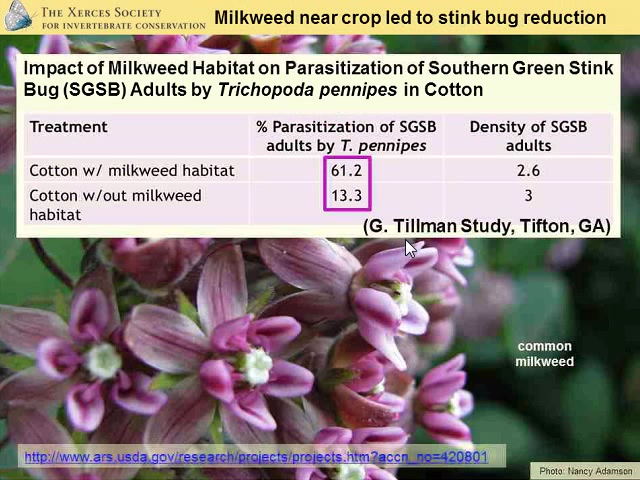 THE XERCES SOCIETY
FOR INVERTEBRATE CONSERVATION
Milkweed near crop led to stink bug reduction
Impact of Milkweed Habitat on Parasitization of Southern Green Stink
Bug (SGSB) Adults by Trichopoda pennipes in Cotton
Treatment
% Parasitization of SGSB
adults by T. pennipes
Density of SGSB
adults
Cotton w/ milkweed habitat 61.2 2.6
Cotton w/out milkweed
habitat
13.3 3
(G. Tillman Study, Tifton, GA)
common
milkweed
http://www.ars.usda.gov/research/projects/projects.htm?accn_no=420801
Photo: Nancy Adamson